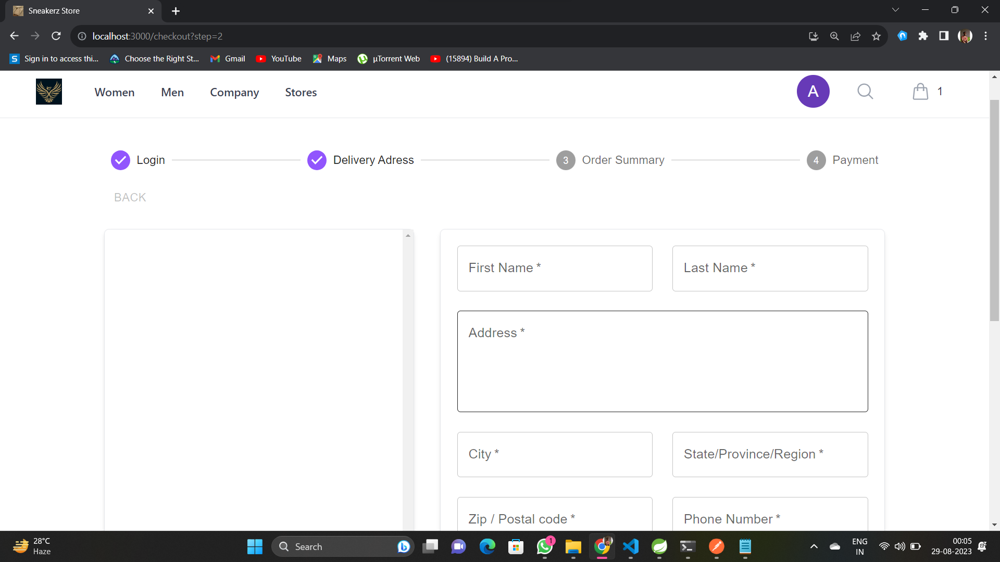 Sneakerz Store
localhost:3000/checkout?step=2
Sign in to access thi... Choose the Right St... Gmail YouTube Maps µTorrent Web (15894) Build A Pro...
Women Men Company Stores A 1
Login Delivery Adress 3 Order Summary 4 Payment
BACK
First Name * Last Name *
Address *
City * State/Province/Region *
Zip / Postal code * Phone Number *
28°C
Haze
Search
1
ENG
IN
00:05
29-08-2023